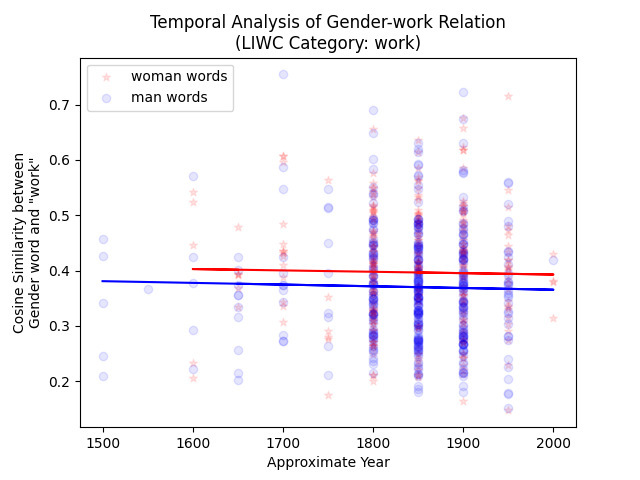 Temporal Analysis of Gender-work Relation
(LIWC Category: work)
woman words
man words
0.7
0.6
0.5
0.4
0.3
0.2
Cosine Similarity between
Gender word and "work"
1500 1600 1700 1800 1900 2000
Approximate Year